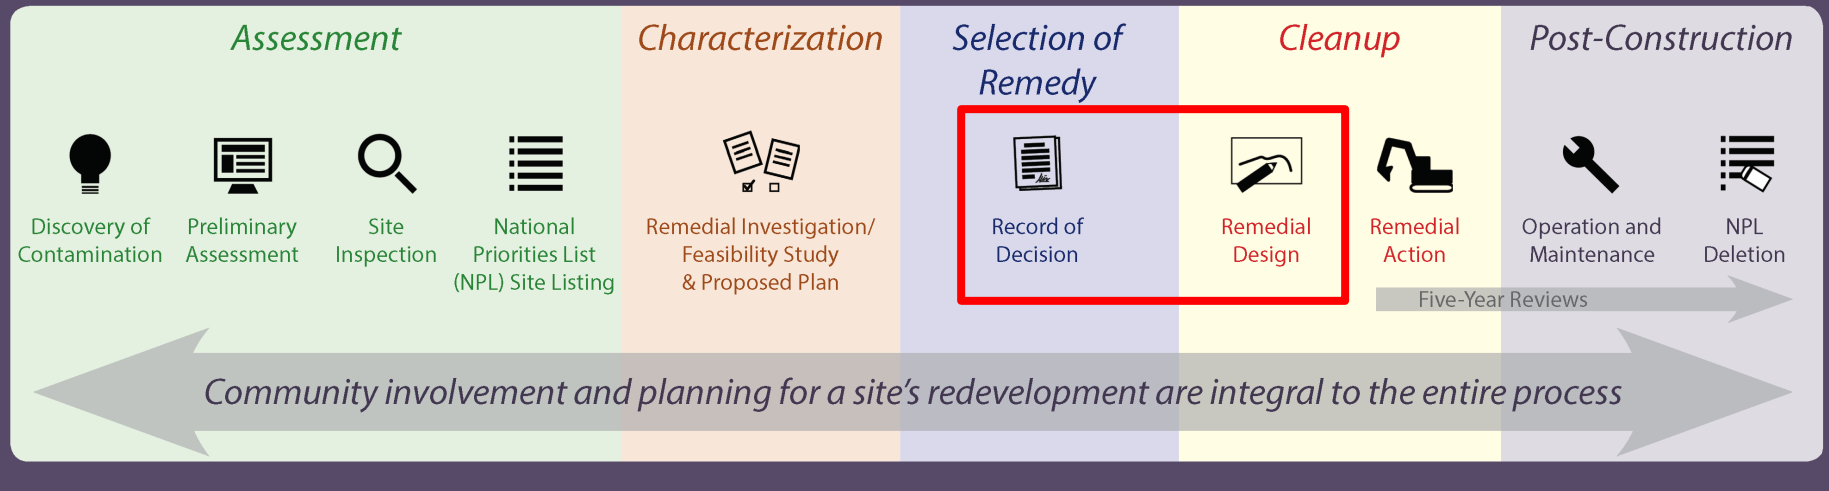 Assessment
Discovery of
Contamination
Preliminary
Assessment
Site
Inspection
National
Priorities List
(NPL) Site Listing
Characterization
Remedial Investigation/
Feasibility Study
& Proposed Plan
Selection of
Remedy
Record of
Decision
Cleanup
Remedial
Design
Remedial
Action
Post-Construction
Operation and
Maintenance
NPL
Deletion
Five-Year Reviews
Community involvement and planning for a site's redevelopment are integral to the entire process